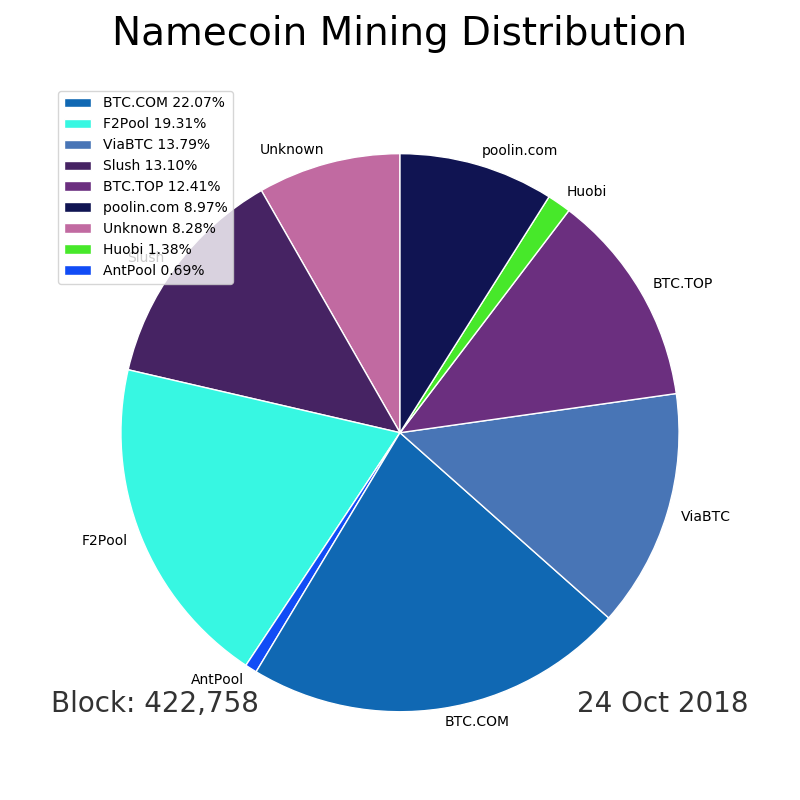 Namecoin Mining Distribution
BTC.COM 22.07%
F2Pool 19.31%
ViaBTC 13.79%
Slush 13.10%
BTC.TOP 12.41%
poolin.com 8.97%
Unknown 8.28%
Huobi 1.38%
AntPool 0.69%
Unknown
poolin.com
Huobi
Slush
BTC.TOP
ViaBTC
F2Pool
AntPool
BTC.COM
Block: 422,758
24 Oct 2018